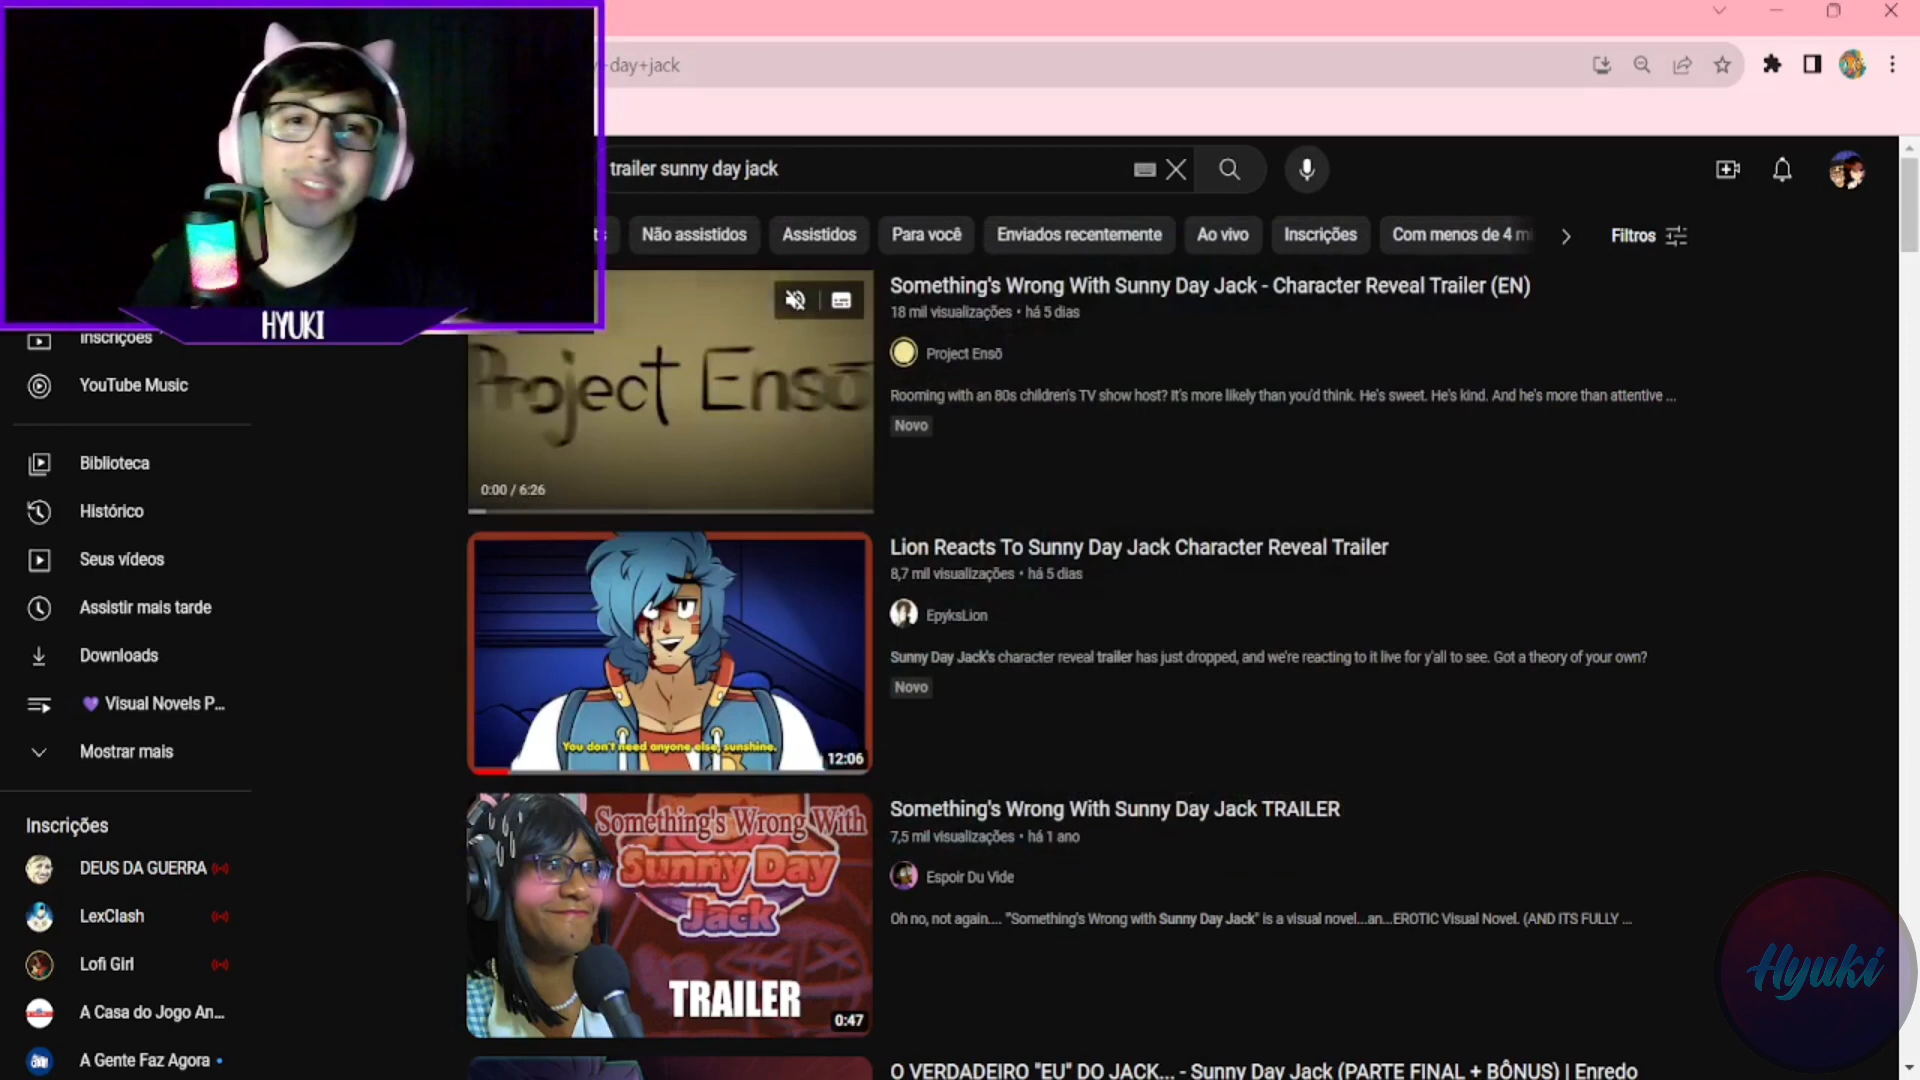 -day+jack
HYUKI
trailer sunny day jack
Não assistidos
Assistidos
Para você
Enviados recentemente
Ao vivo
Inscrições
Com menos de 4 mi
Filtros
Inscrições
YouTube Music
Biblioteca
Histórico
Seus vídeos
Assistir mais tarde
Downloads
💜 Visual Novels P...
Mostrar mais
Inscrições
DEUS DA GUERRA
LexClash
Lofi Girl
A Casa do Jogo An...
A Gente Faz Agora
Project Ensō
0:00 / 6:26
Something's Wrong With Sunny Day Jack - Character Reveal Trailer (EN)
18 mil visualizações • há 5 dias
Project Ensō
Rooming with an 80s children's TV show host? It's more likely than you'd think. He's sweet. He's kind. And he's more than attentive ...
Novo
You don't need anyone else, sunshine.
12:06
Lion Reacts To Sunny Day Jack Character Reveal Trailer
8,7 mil visualizações • há 5 dias
EpyksLion
Sunny Day Jack's character reveal trailer has just dropped, and we're reacting to it live for y'all to see. Got a theory of your own?
Novo
Something's Wrong With
Sunny Day
Jack
TRAILER
0:47
Something's Wrong With Sunny Day Jack TRAILER
7,5 mil visualizações • há 1 ano
Espoir Du Vide
Oh no, not again.... "Something's Wrong with Sunny Day Jack" is a visual novel...an...EROTIC Visual Novel. (AND ITS FULLY ...
O VERDADEIRO "EU" DO JACK... - Sunny Day Jack (PARTE FINAL + BÔNUS) | Enredo
Hyuki